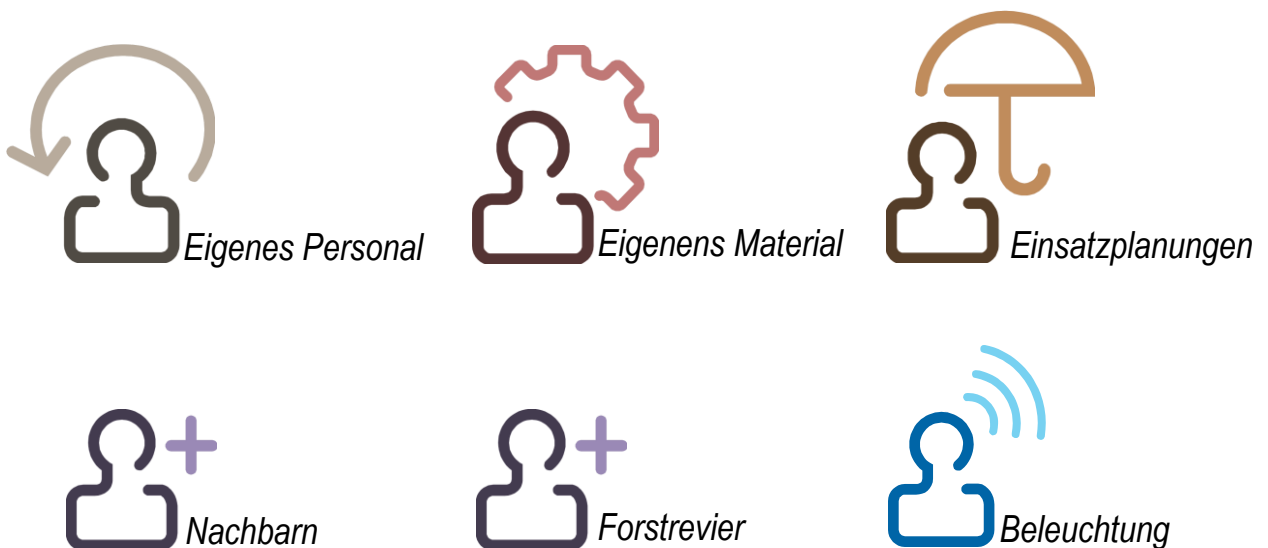 Eigenes Personal
Eigenens Material
Einsatzplanungen
Nachbarn
Forstrevier
Beleuchtung